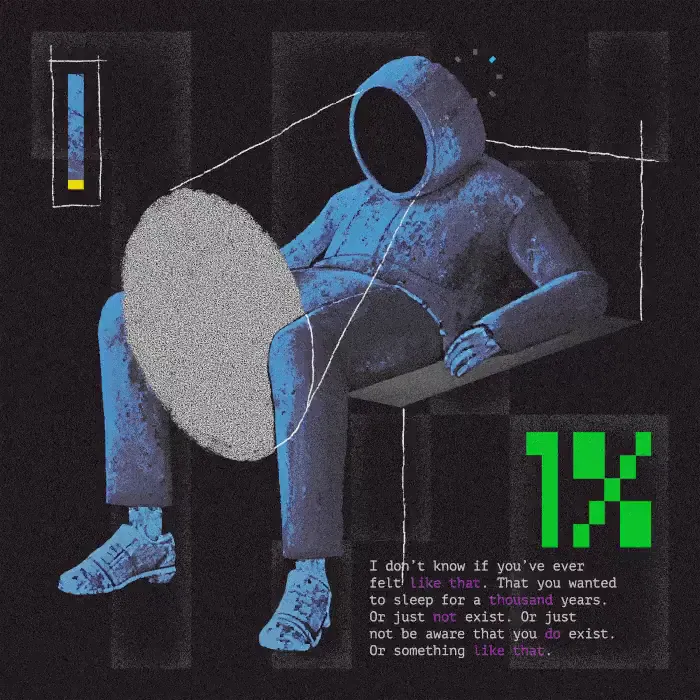 1%
I don't know if you've ever
felt like that. That you wanted
to sleep for a thousand years.
Or just not exist. Or just
not be aware that you do exist.
Or something like that.